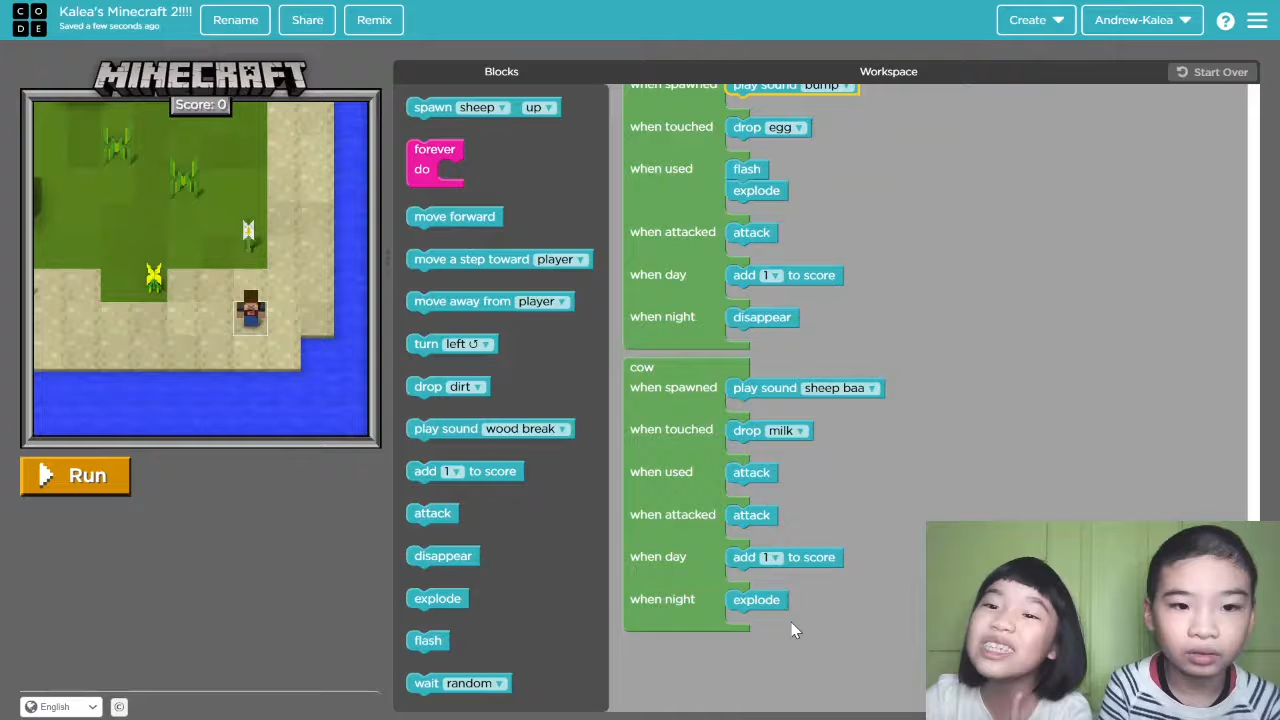 CO
DE
Kalea's Minecraft 2!!!!
Saved a few seconds ago
Rename
Share
Remix
Create
Andrew-Kalea
?
MINECRAFT
Score: 0
Run
English
©
Blocks
spawn sheep up
forever
do
move forward
move a step toward player
move away from player
turn left ↺
drop dirt
play sound wood break
add 1 to score
attack
disappear
explode
flash
wait random
Workspace
Start Over
when spawned play sound bump
when touched drop egg
when used flash
explode
when attacked attack
when day add 1 to score
when night disappear
cow
when spawned play sound sheep baa
when touched drop milk
when used attack
when attacked attack
when day add 1 to score
when night explode